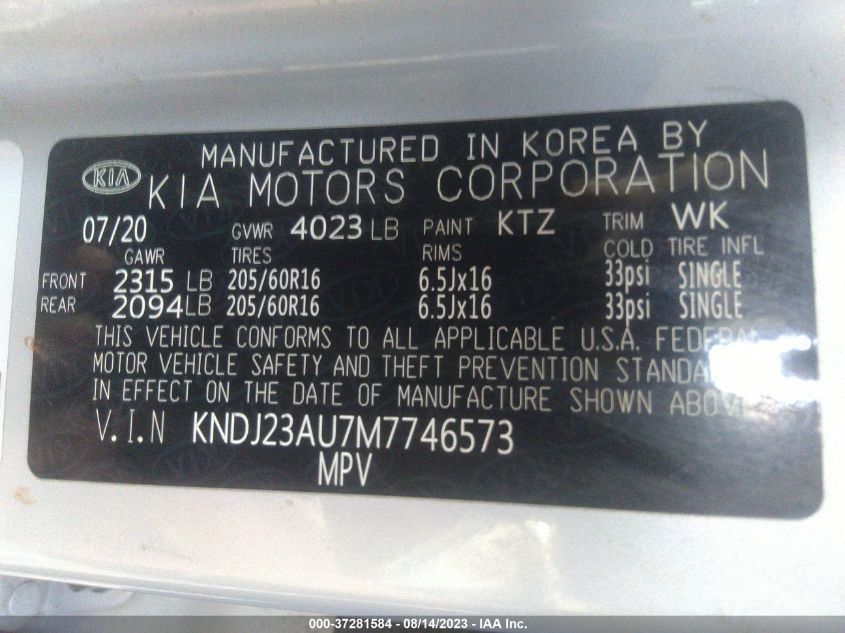 MANUFACTURED IN KOREA BY
KIA KIA MOTORS CORPORATION
07/20 GVWR 4023 LB PAINT KTZ TRIM WK
GAWR TIRES RIMS COLD TIRE INFL
FRONT 2315 LB 205/60R16 6.5Jx16 33psi SINGLE
REAR 2094 LB 205/60R16 6.5Jx16 33psi SINGLE
THIS VEHICLE CONFORMS TO ALL APPLICABLE U.S.A. FEDERAL
MOTOR VEHICLE SAFETY AND THEFT PREVENTION STANDA
IN EFFECT ON THE DATE OF MANUFACTURE SHOWN ABOVE
V.I.N KNDJ23AU7M7746573
MPV
000-37281584 - 08/14/2023 - IAA Inc.